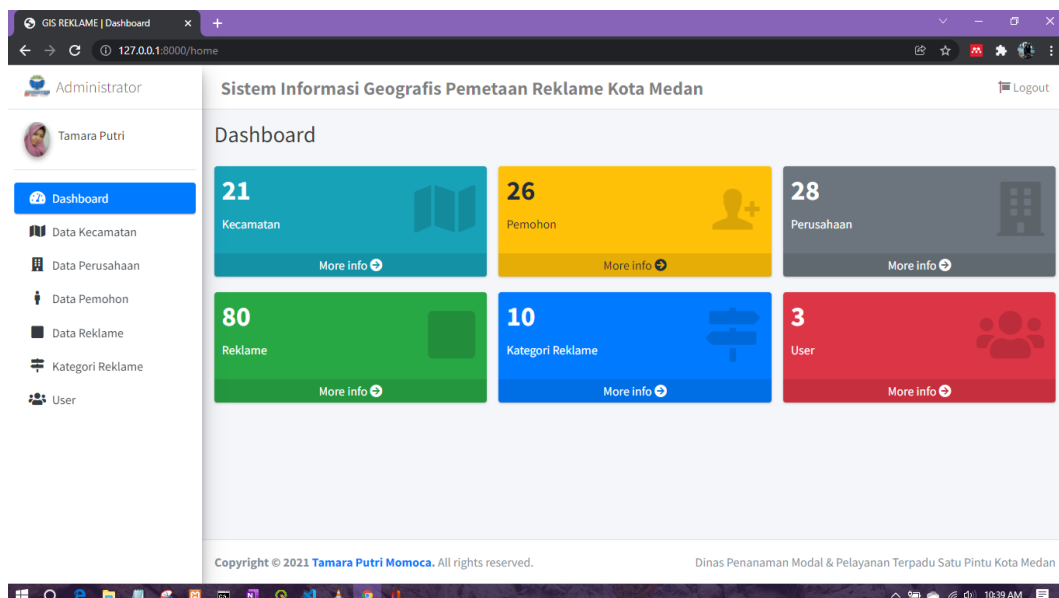 GIS REKLAME | Dashboard
127.0.0.1:8000/home
Administrator
Sistem Informasi Geografis Pemetaan Reklame Kota Medan
Logout
Tamara Putri
Dashboard
Data Kecamatan
Data Perusahaan
Data Pemohon
Data Reklame
Kategori Reklame
User
Dashboard
21
Kecamatan
More info
26
Pemohon
More info
28
Perusahaan
More info
80
Reklame
More info
10
Kategori Reklame
More info
3
User
More info
Copyright © 2021 Tamara Putri Momoca. All rights reserved.
Dinas Penanaman Modal & Pelayanan Terpadu Satu Pintu Kota Medan
10:39 AM